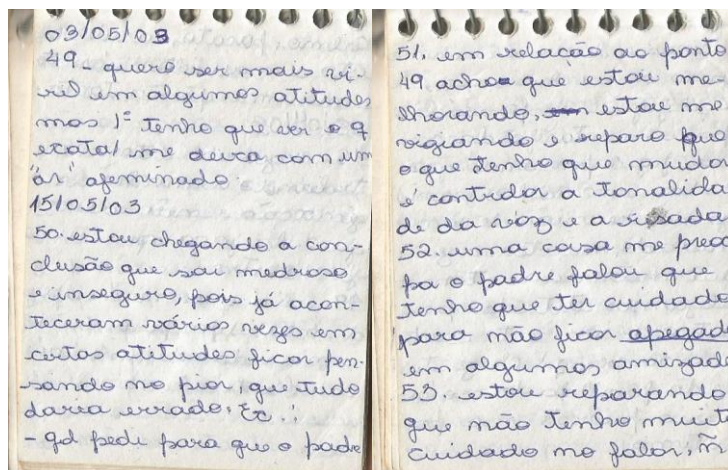 03/05/03
49- quero ser mais vi-
ril em algumas atitudes
mas 1º tenho que ver o q
exatal me deixa com um
"ar" afeminado.
15/05/03
50. estou chegando a con-
clusão que sou medroso
e inseguro, pois já acon-
teceram várias vezes em
certas atitudes ficar pen-
sando no pior, que tudo
daria errado. Ex.:
- qd pedi para que o padre
51. em relação ao ponto
49 acho que estou me-
lhorando, estou me
vigiando e reparo que
o que tenho que muda
é controlar a tonalida
de da voz e a risada
52. uma coisa me preoc
pa o padre falou que
tenho que ter cuidado
para não ficar apegad
em algumas amizade
53. estou reparando
que não tenho muit
cuidado no falar, ñ